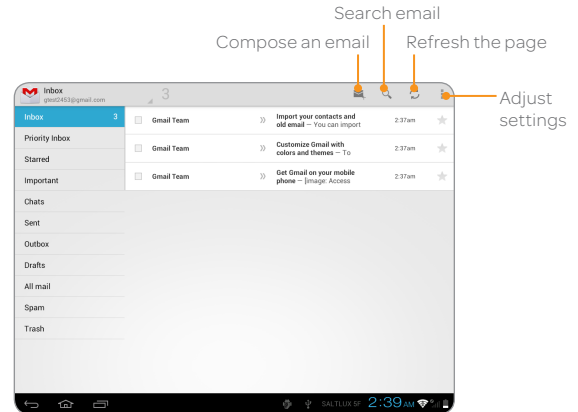 Search email
Compose an email Refresh the page
Adjust
settings
Inbox
gtest2453@gmail.com
3
Inbox 3
Priority Inbox
Starred
Important
Chats
Sent
Outbox
Drafts
All mail
Spam
Trash
Gmail Team » Import your contacts and old email — You can import 2:37am
Gmail Team » Customize Gmail with colors and themes — To 2:37am
Gmail Team » Get Gmail on your mobile phone — [image: Access 2:37am
SALTLUX 5F 2:39 AM